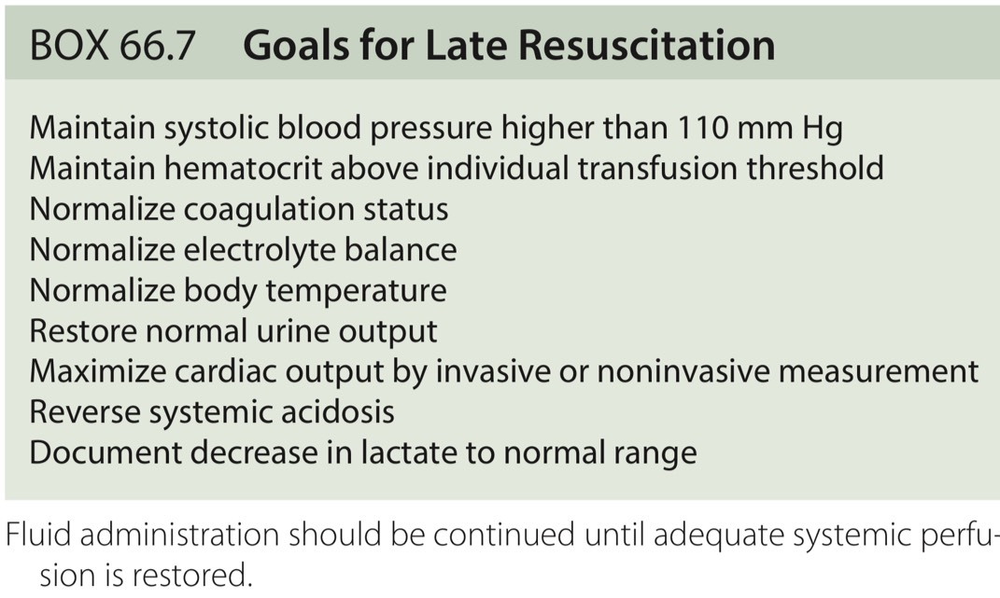 BOX 66.7 Goals for Late Resuscitation
Maintain systolic blood pressure higher than 110 mm Hg
Maintain hematocrit above individual transfusion threshold
Normalize coagulation status
Normalize electrolyte balance
Normalize body temperature
Restore normal urine output
Maximize cardiac output by invasive or noninvasive measurement
Reverse systemic acidosis
Document decrease in lactate to normal range
Fluid administration should be continued until adequate systemic perfu-
sion is restored.